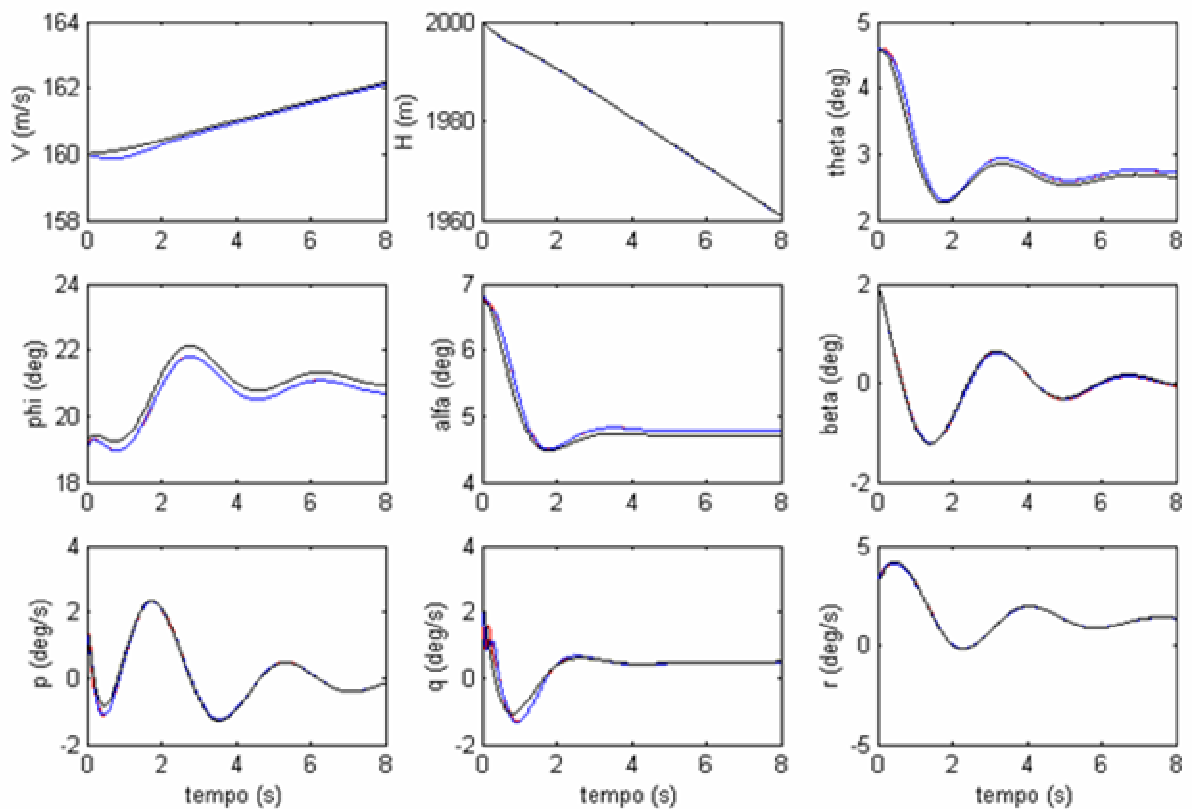 164
162
160
158
V (m/s)
0 2 4 6 8
2000
1980
1960
H (m)
0 2 4 6 8
5
4
3
2
theta (deg)
0 2 4 6 8
24
22
20
18
phi (deg)
0 2 4 6 8
7
6
5
4
alfa (deg)
0 2 4 6 8
2
0
-2
beta (deg)
0 2 4 6 8
4
2
0
-2
p (deg/s)
0 2 4 6 8
tempo (s)
4
2
0
-2
q (deg/s)
0 2 4 6 8
tempo (s)
5
0
-5
r (deg/s)
0 2 4 6 8
tempo (s)